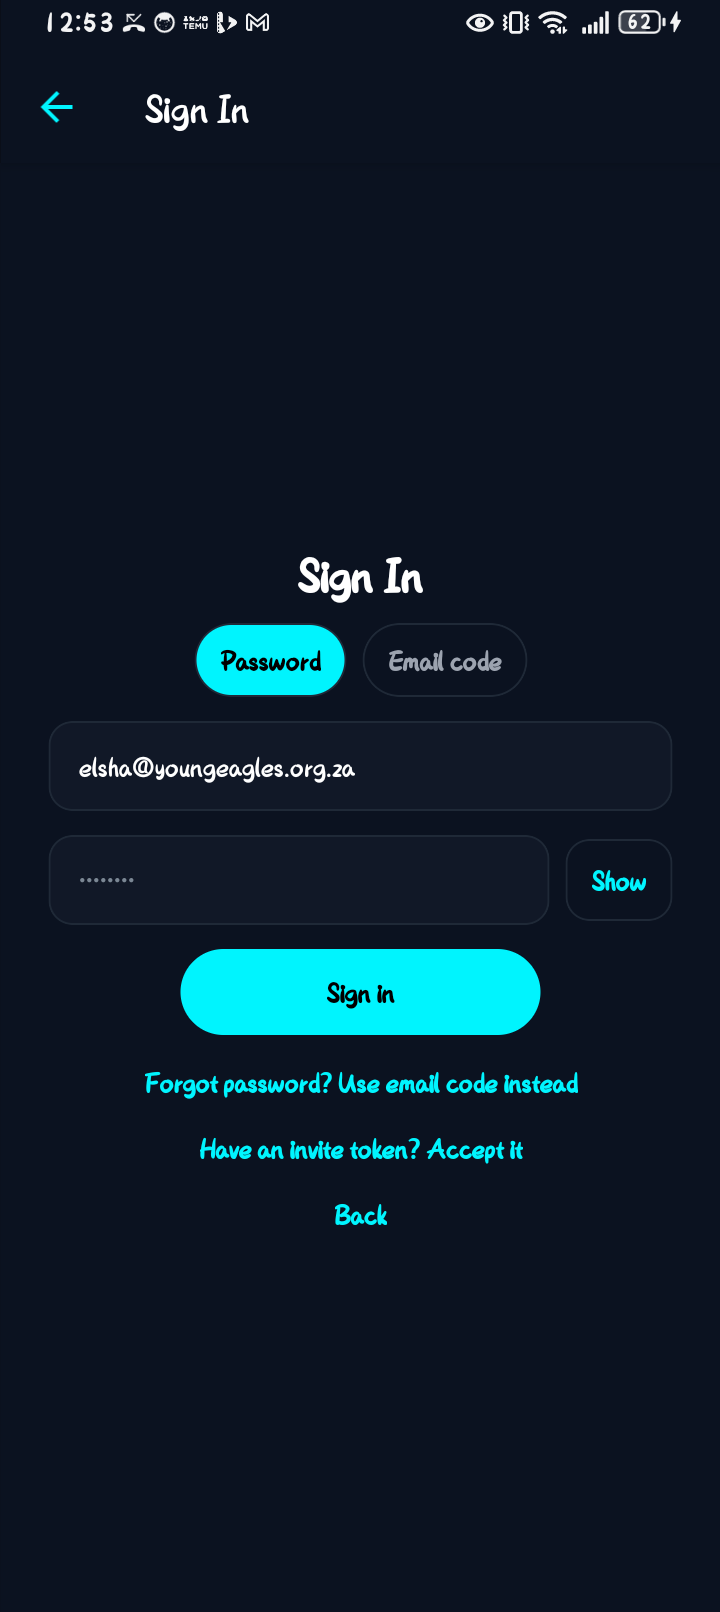 12:53 TEMU 62
Sign In
Sign In
Password Email code
elsha@youngeagles.org.za
•••••••• Show
Sign in
Forgot password? Use email code instead
Have an invite token? Accept it
Back